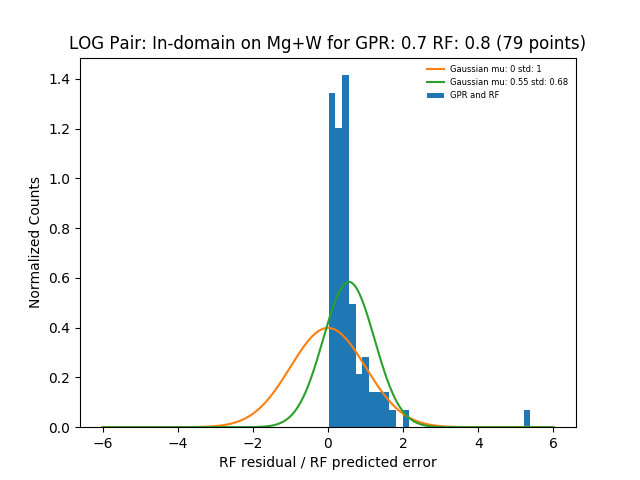 LOG Pair: In-domain on Mg+W for GPR: 0.7 RF: 0.8 (79 points)
Gaussian mu: 0 std: 1
Gaussian mu: 0.55 std: 0.68
GPR and RF
Normalized Counts
1.4
1.2
1.0
0.8
0.6
0.4
0.2
0.0
−6 −4 −2 0 2 4 6
RF residual / RF predicted error